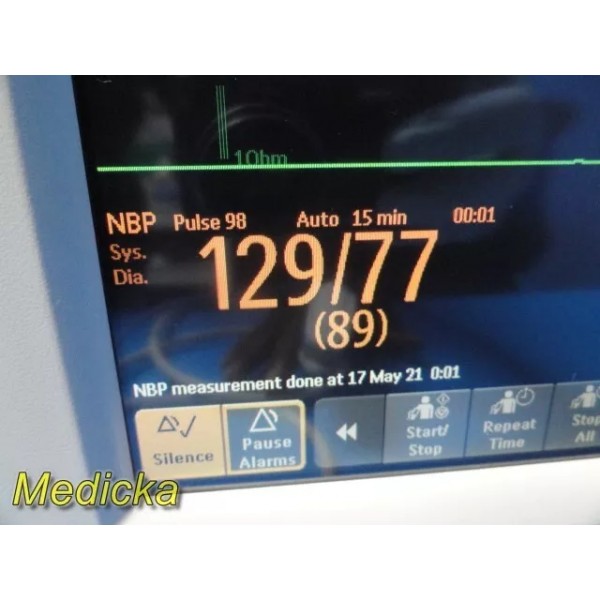 1Ohm
NBP Pulse 98 Auto 15 min 00:01
Sys.
Dia.
129/77
(89)
NBP measurement done at 17 May 21 0:01
Silence
Pause Alarms
Start/ Stop
Repeat Time
Stop All
Medicka